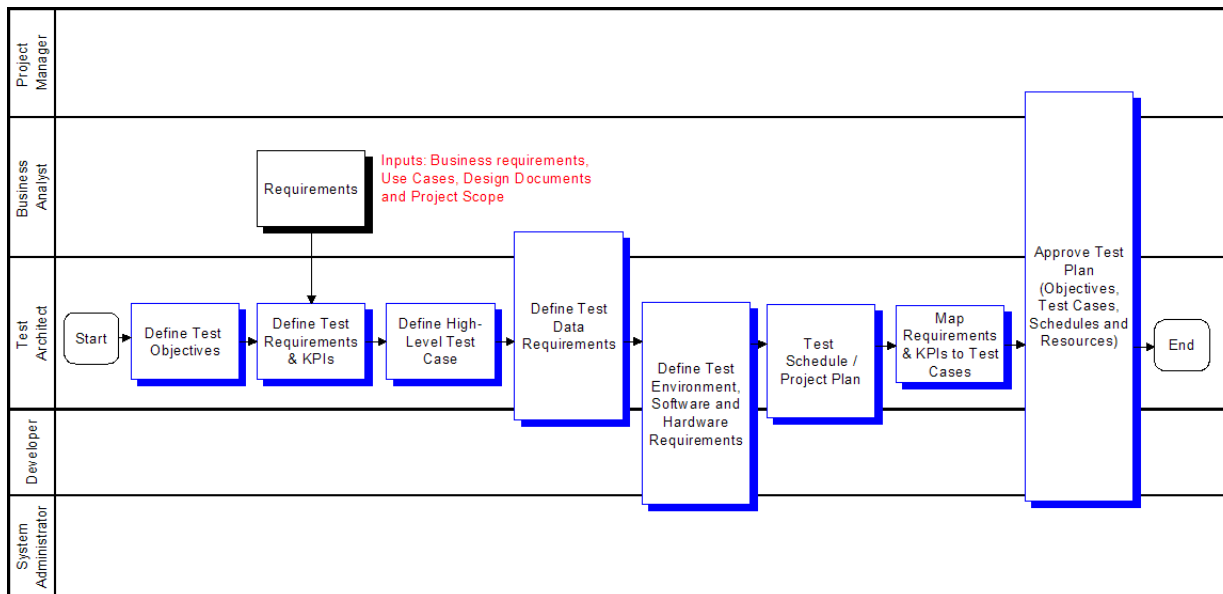 Project
Manager
Business
Analyst
Requirements
Inputs: Business requirements,
Use Cases, Design Documents
and Project Scope
Test
Architect
Start
Define Test
Objectives
Define Test
Requirements
& KPIs
Define High-
Level Test
Case
Define Test
Data
Requirements
Define Test
Environment,
Software and
Hardware
Requirements
Test
Schedule /
Project Plan
Map
Requirements
& KPIs to Test
Cases
Approve Test
Plan
(Objectives,
Test Cases,
Schedules and
Resources)
End
Developer
System
Administrator